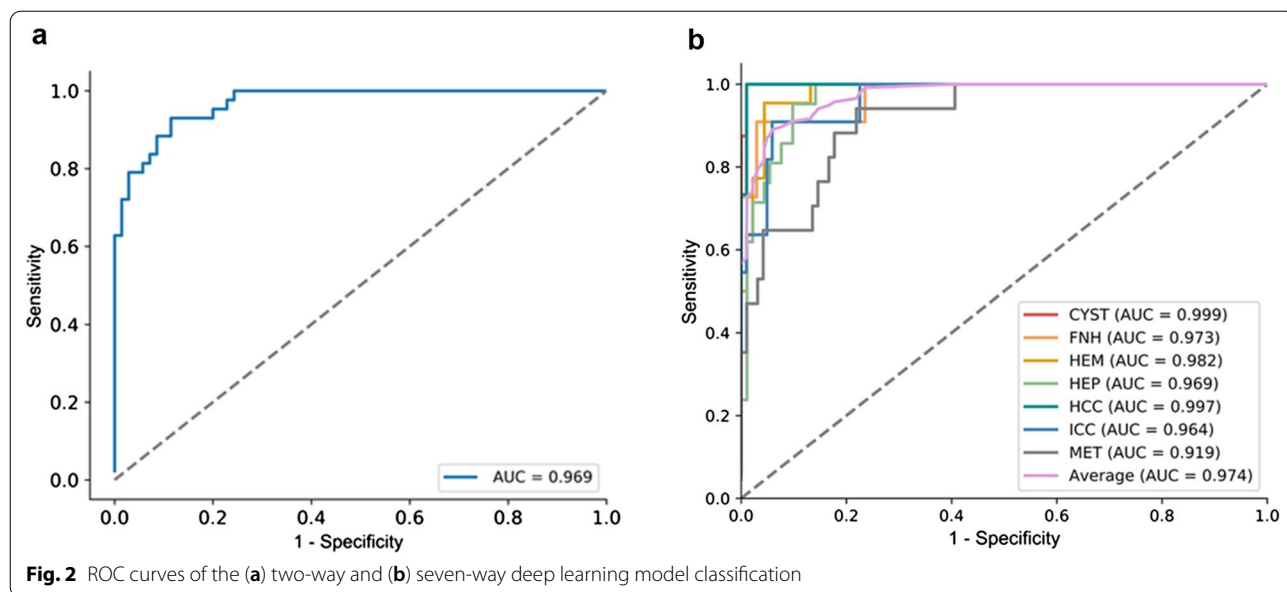 a
1.0
0.8
0.6
0.4
0.2
0.0
Sensitivity
AUC = 0.969
0.0 0.2 0.4 0.6 0.8 1.0
1 - Specificity
b
1.0
0.8
0.6
0.4
0.2
0.0
Sensitivity
CYST (AUC = 0.999)
FNH (AUC = 0.973)
HEM (AUC = 0.982)
HEP (AUC = 0.969)
HCC (AUC = 0.997)
ICC (AUC = 0.964)
MET (AUC = 0.919)
Average (AUC = 0.974)
0.0 0.2 0.4 0.6 0.8 1.0
1 - Specificity
Fig. 2 ROC curves of the (a) two-way and (b) seven-way deep learning model classification